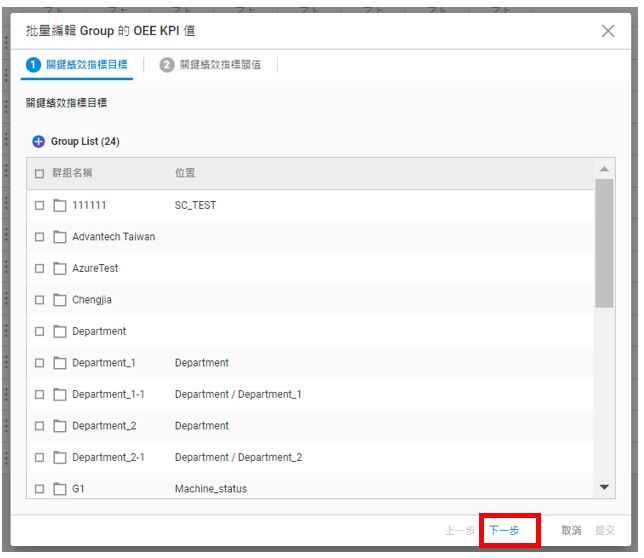 批量編輯 Group 的 OEE KPI 值
1 關鍵績效指標目標 2 關鍵績效指標閾值
關鍵績效指標目標
Group List (24)
群組名稱 位置
111111 SC_TEST
Advantech Taiwan
AzureTest
Chengjia
Department
Department_1 Department
Department_1-1 Department / Department_1
Department_2 Department
Department_2-1 Department / Department_2
G1 Machine_status
上一步 下一步 取消 提交